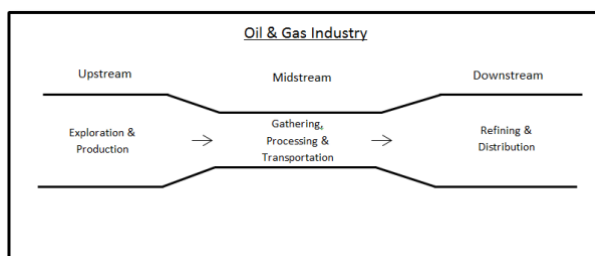 Oil & Gas Industry
Upstream
Midstream
Downstream
Exploration &
Production
Gathering,
Processing &
Transportation
Refining &
Distribution